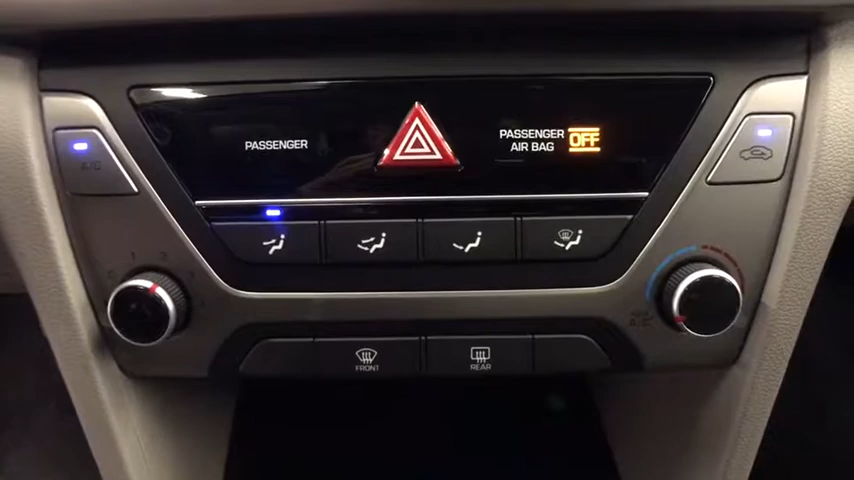 PASSENGER
PASSENGER
AIR BAG
OFF
A/C
FRONT
REAR